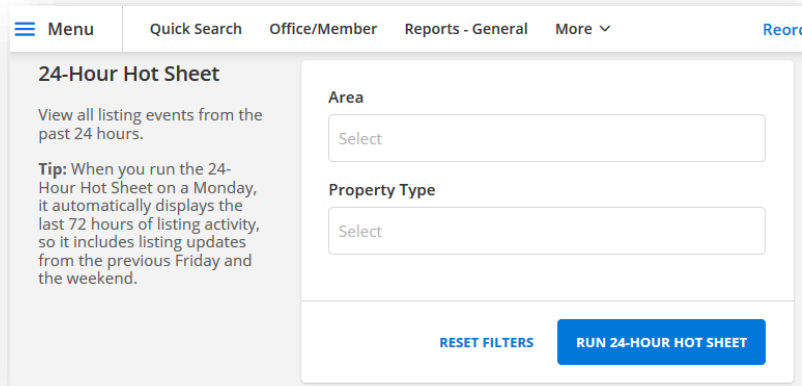 Menu
Quick Search
Office/Member
Reports - General
More
24-Hour Hot Sheet
View all listing events from the
past 24 hours.
Tip: When you run the 24-
Hour Hot Sheet on a Monday,
it automatically displays the
last 72 hours of listing activity,
so it includes listing updates
from the previous Friday and
the weekend.
Area
Select
Property Type
Select
RESET FILTERS
RUN 24-HOUR HOT SHEET